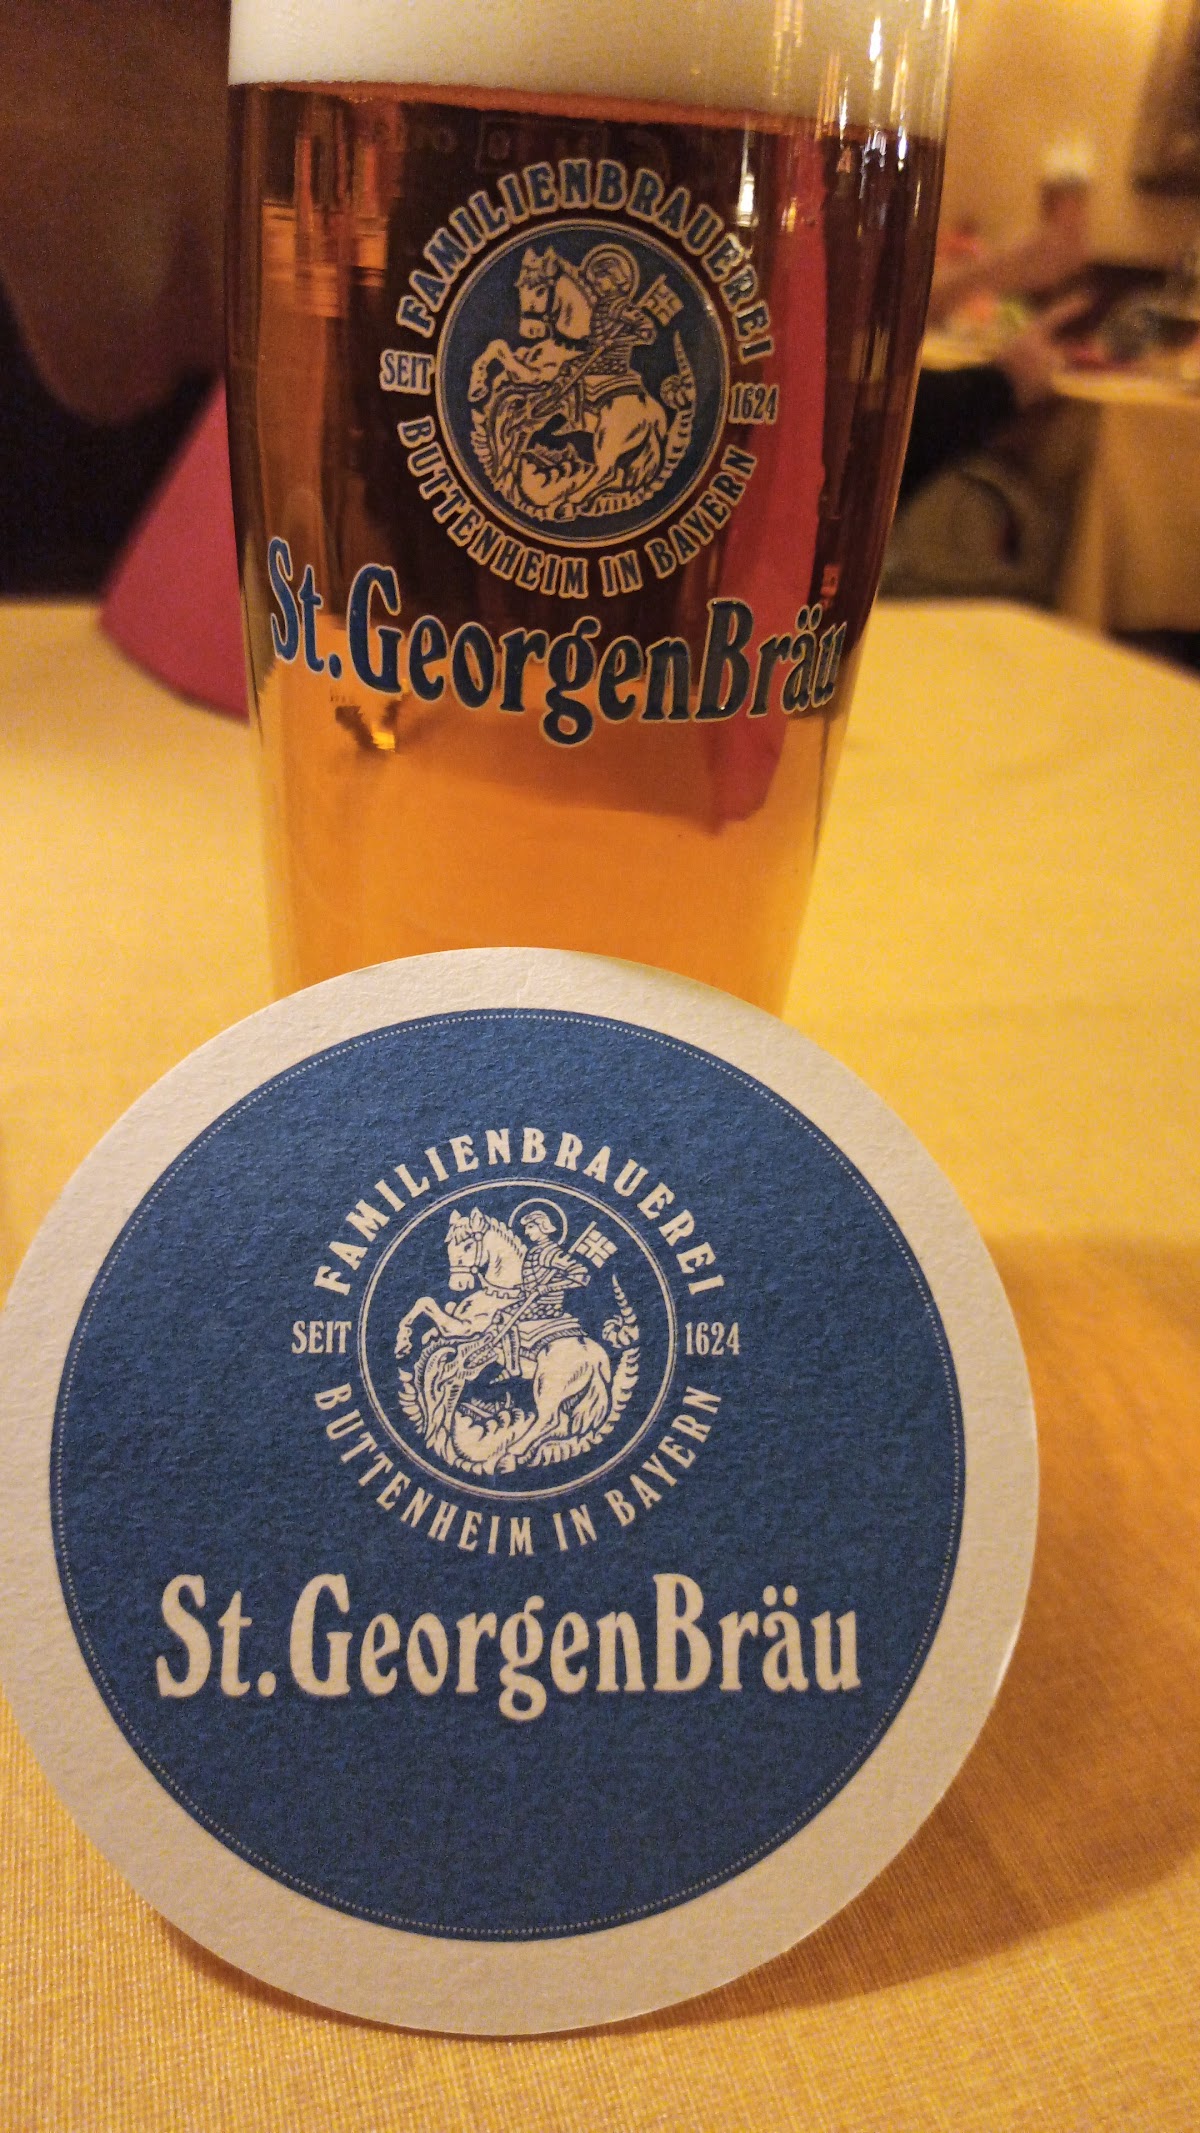 FAMILIENBRAUEREI
SEIT 1624
BUTTENHEIM IN BAYERN
St. GeorgenBräu
FAMILIENBRAUEREI
SEIT 1624
BUTTENHEIM IN BAYERN
St. GeorgenBräu